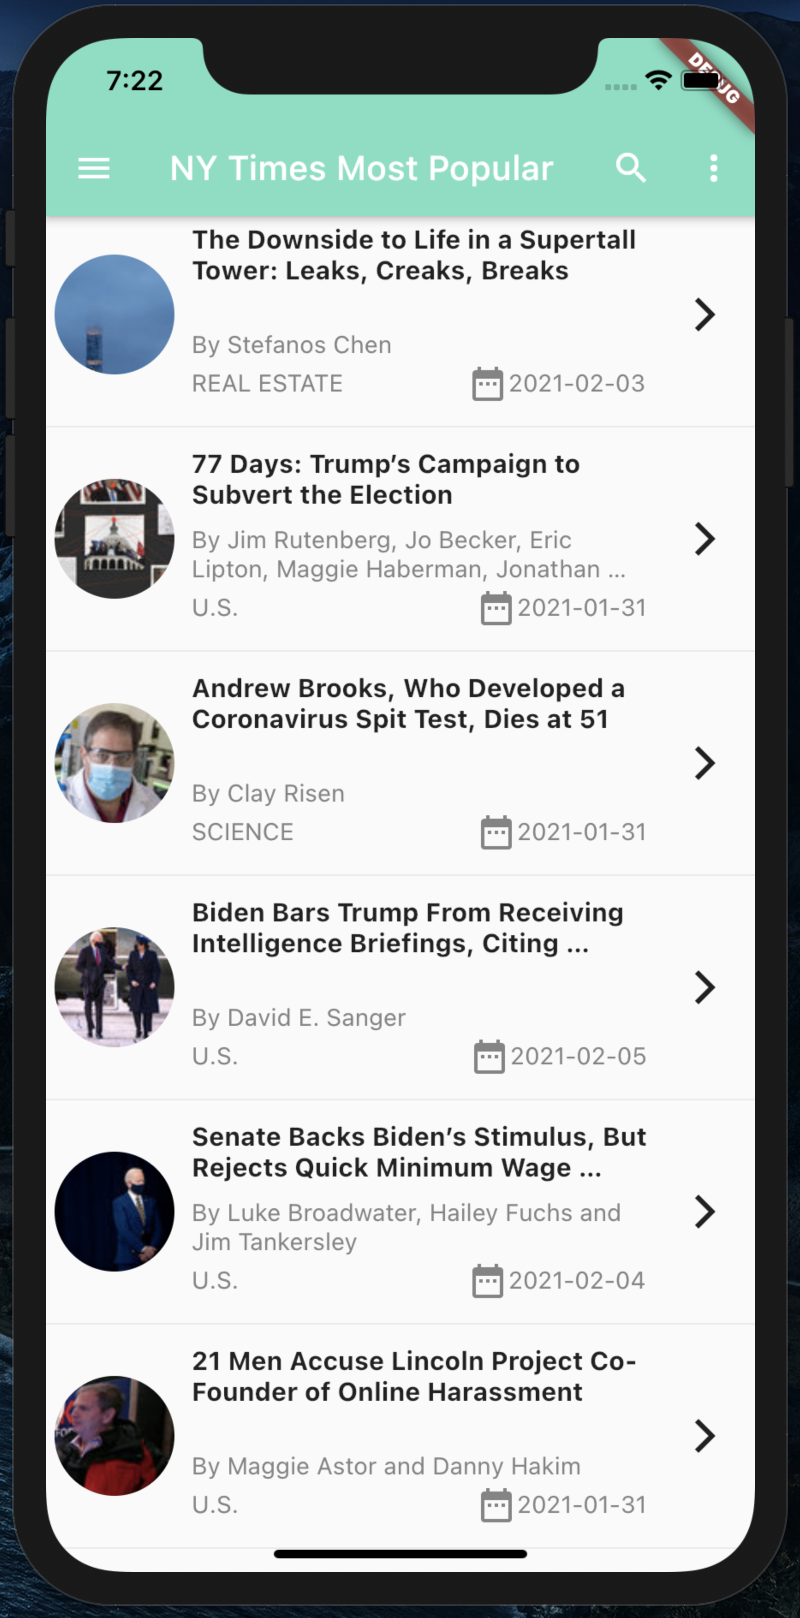 7:22
DEBUG
NY Times Most Popular
The Downside to Life in a Supertall
Tower: Leaks, Creaks, Breaks
By Stefanos Chen
REAL ESTATE 2021-02-03
77 Days: Trump’s Campaign to
Subvert the Election
By Jim Rutenberg, Jo Becker, Eric
Lipton, Maggie Haberman, Jonathan ...
U.S. 2021-01-31
Andrew Brooks, Who Developed a
Coronavirus Spit Test, Dies at 51
By Clay Risen
SCIENCE 2021-01-31
Biden Bars Trump From Receiving
Intelligence Briefings, Citing ...
By David E. Sanger
U.S. 2021-02-05
Senate Backs Biden’s Stimulus, But
Rejects Quick Minimum Wage ...
By Luke Broadwater, Hailey Fuchs and
Jim Tankersley
U.S. 2021-02-04
21 Men Accuse Lincoln Project Co-
Founder of Online Harassment
By Maggie Astor and Danny Hakim
U.S. 2021-01-31